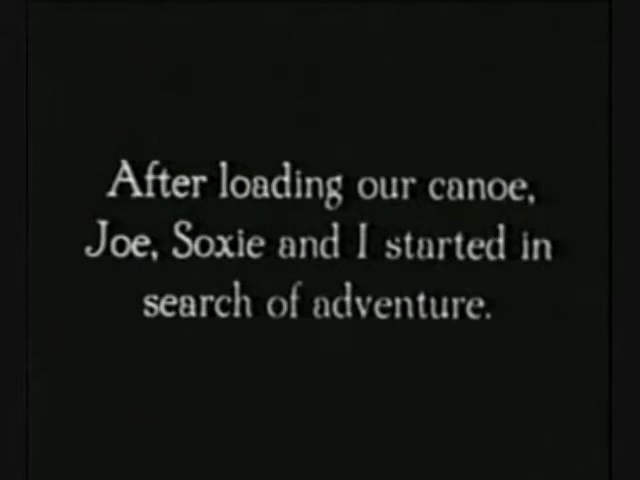 After loading our canoe,
Joe, Soxie and I started in
search of adventure.